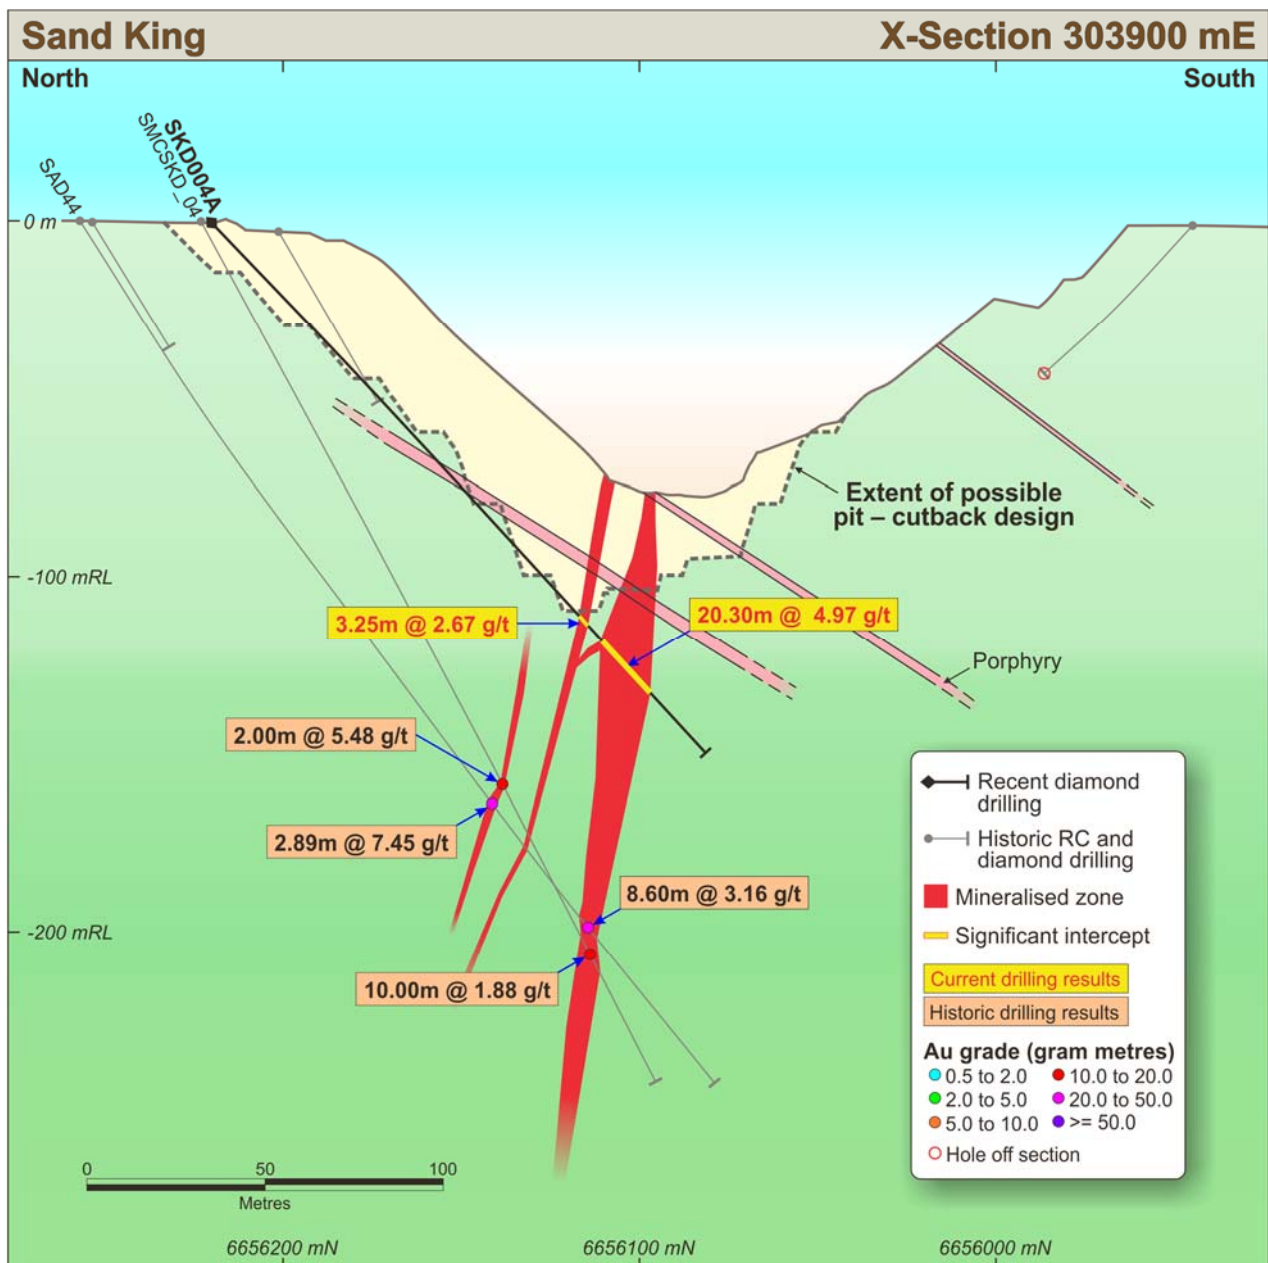 Sand King
X-Section 303900 mE
North
South
SAD44
SMCSKD_04
SKD004A
0 m
Extent of possible
pit – cutback design
-100 mRL
3.25m @ 2.67 g/t
20.30m @ 4.97 g/t
Porphyry
2.00m @ 5.48 g/t
2.89m @ 7.45 g/t
8.60m @ 3.16 g/t
-200 mRL
10.00m @ 1.88 g/t
Recent diamond
drilling
Historic RC and
diamond drilling
Mineralised zone
Significant intercept
Current drilling results
Historic drilling results
Au grade (gram metres)
0.5 to 2.0
10.0 to 20.0
2.0 to 5.0
20.0 to 50.0
5.0 to 10.0
>= 50.0
Hole off section
0 50 100
Metres
6656200 mN
6656100 mN
6656000 mN